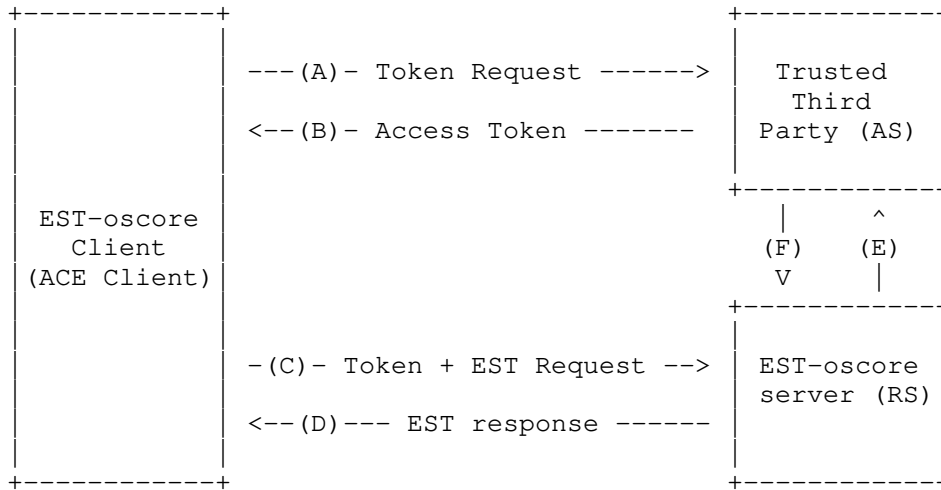 ---(A)- Token Request ------> Trusted
Third
<--(B)- Access Token ------- Party (AS)
EST-oscore
Client (F) (E)
(ACE Client)
-(C)- Token + EST Request --> EST-oscore
server (RS)
<--(D)--- EST response ------